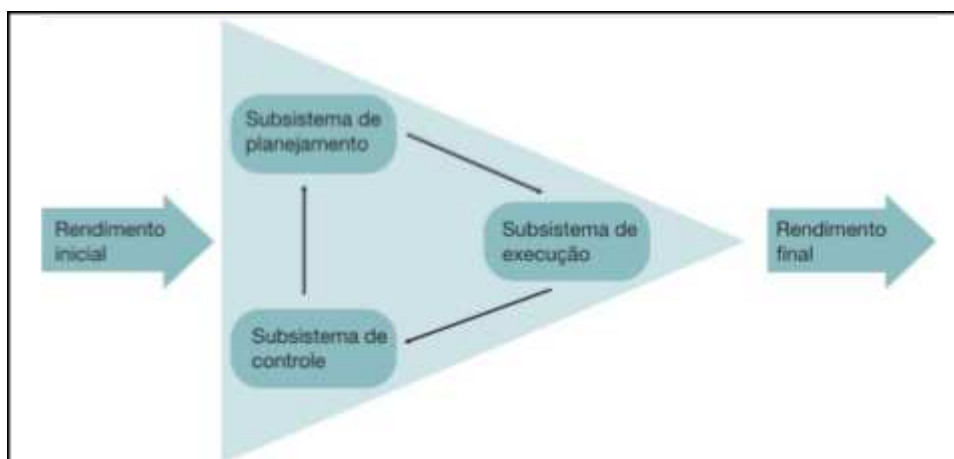 Subsistema de
planejamento
Rendimento
inicial
Subsistema de
execução
Rendimento
final
Subsistema de
controle